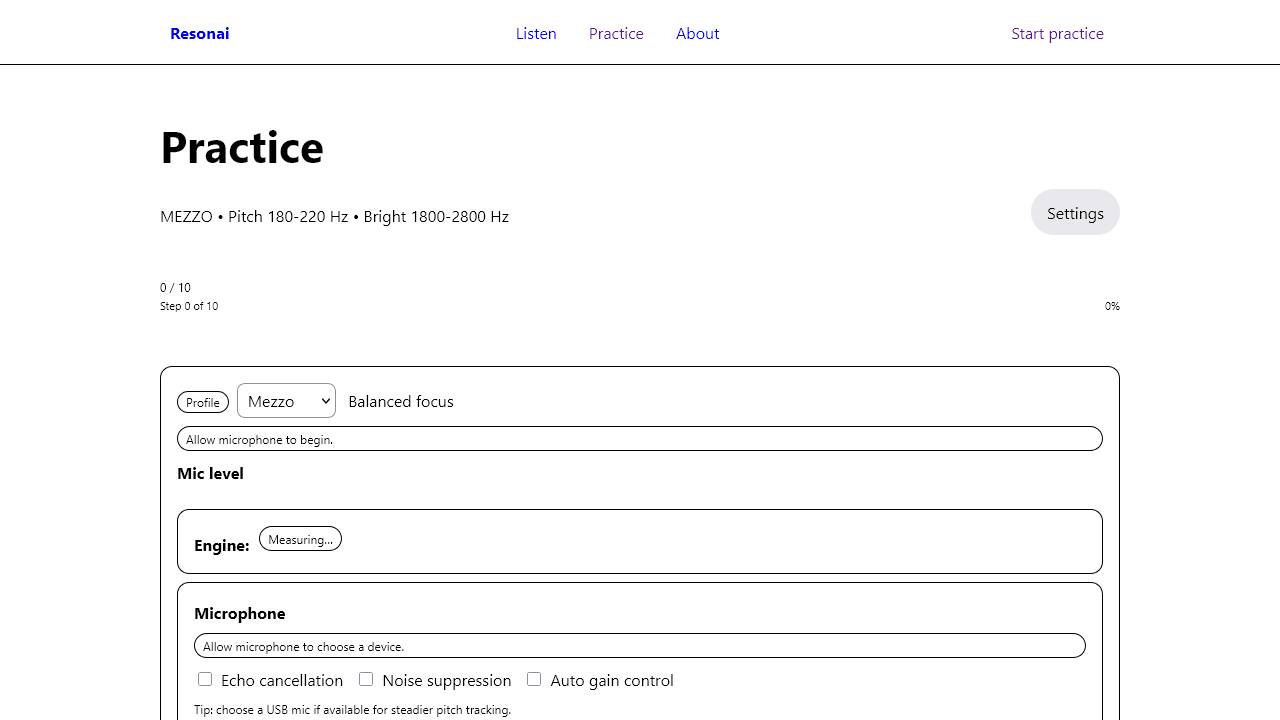 Resonai
Listen
Practice
About
Start practice
Practice
MEZZO • Pitch 180-220 Hz • Bright 1800-2800 Hz
Settings
0 / 10
Step 0 of 10
0%
Profile
Mezzo
Balanced focus
Allow microphone to begin.
Mic level
Engine:
Measuring…
Microphone
Allow microphone to choose a device.
Echo cancellation
Noise suppression
Auto gain control
Tip: choose a USB mic if available for steadier pitch tracking.